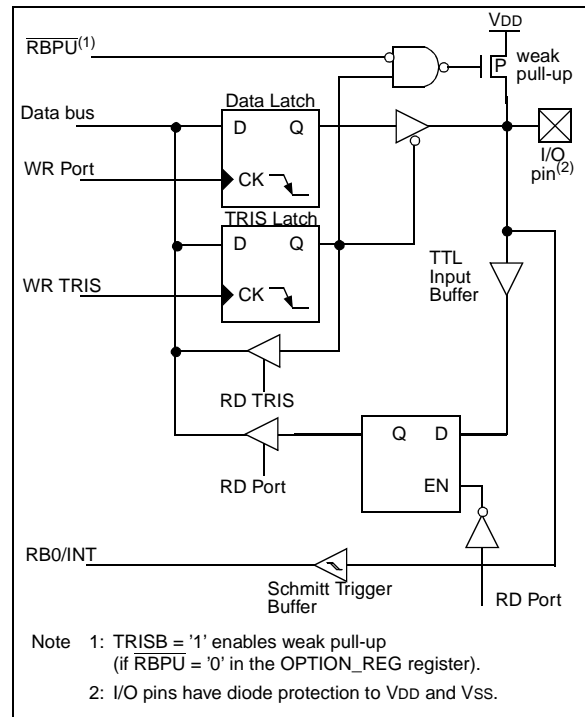 VDD
RBPU(1)
P
weak
pull-up
Data bus
Data Latch
D Q
I/O
pin(2)
WR Port
CK
TRIS Latch
D Q
TTL
Input
Buffer
WR TRIS
CK
RD TRIS
Q D
RD Port
EN
RB0/INT
Schmitt Trigger
Buffer
RD Port
Note 1: TRISB = '1' enables weak pull-up
(if RBPU = '0' in the OPTION_REG register).
2: I/O pins have diode protection to VDD and VSS.